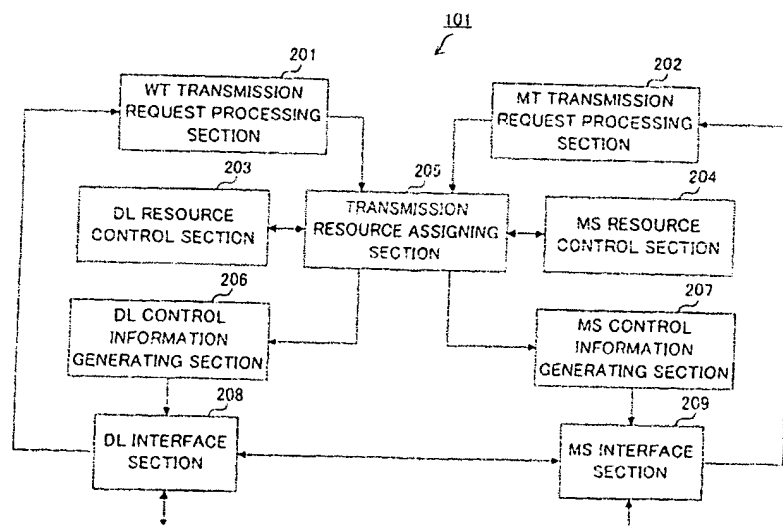 101
201
WT TRANSMISSION
REQUEST PROCESSING
SECTION
202
MT TRANSMISSION
REQUEST PROCESSING
SECTION
203
DL RESOURCE
CONTROL SECTION
205
TRANSMISSION
RESOURCE ASSIGNING
SECTION
204
MS RESOURCE
CONTROL SECTION
206
DL CONTROL
INFORMATION
GENERATING SECTION
207
MS CONTROL
INFORMATION
GENERATING SECTION
208
DL INTERFACE
SECTION
209
MS INTERFACE
SECTION